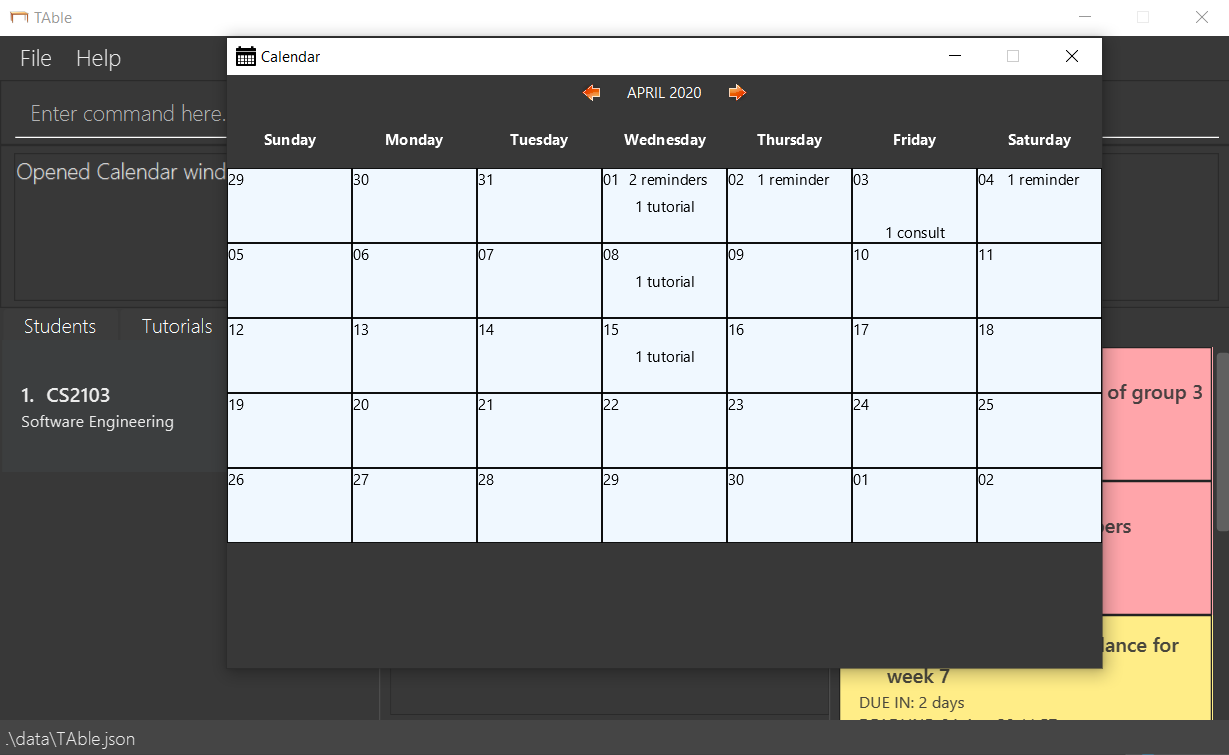 TAble
File Help
Calendar
APRIL 2020
Enter command here.
Sunday Monday Tuesday Wednesday Thursday Friday Saturday
Opened Calendar wind
29 30 31 01 2 reminders 02 1 reminder 03 04 1 reminder
1 tutorial
1 consult
05 06 07 08 09 10 11
1 tutorial
Students Tutorials
12 13 14 15 16 17 18
1 tutorial
1. CS2103
Software Engineering
of group 3
19 20 21 22 23 24 25
26 27 28 29 30 01 02
bers
lance for
week 7
DUE IN: 2 days
.\data\TAble.json